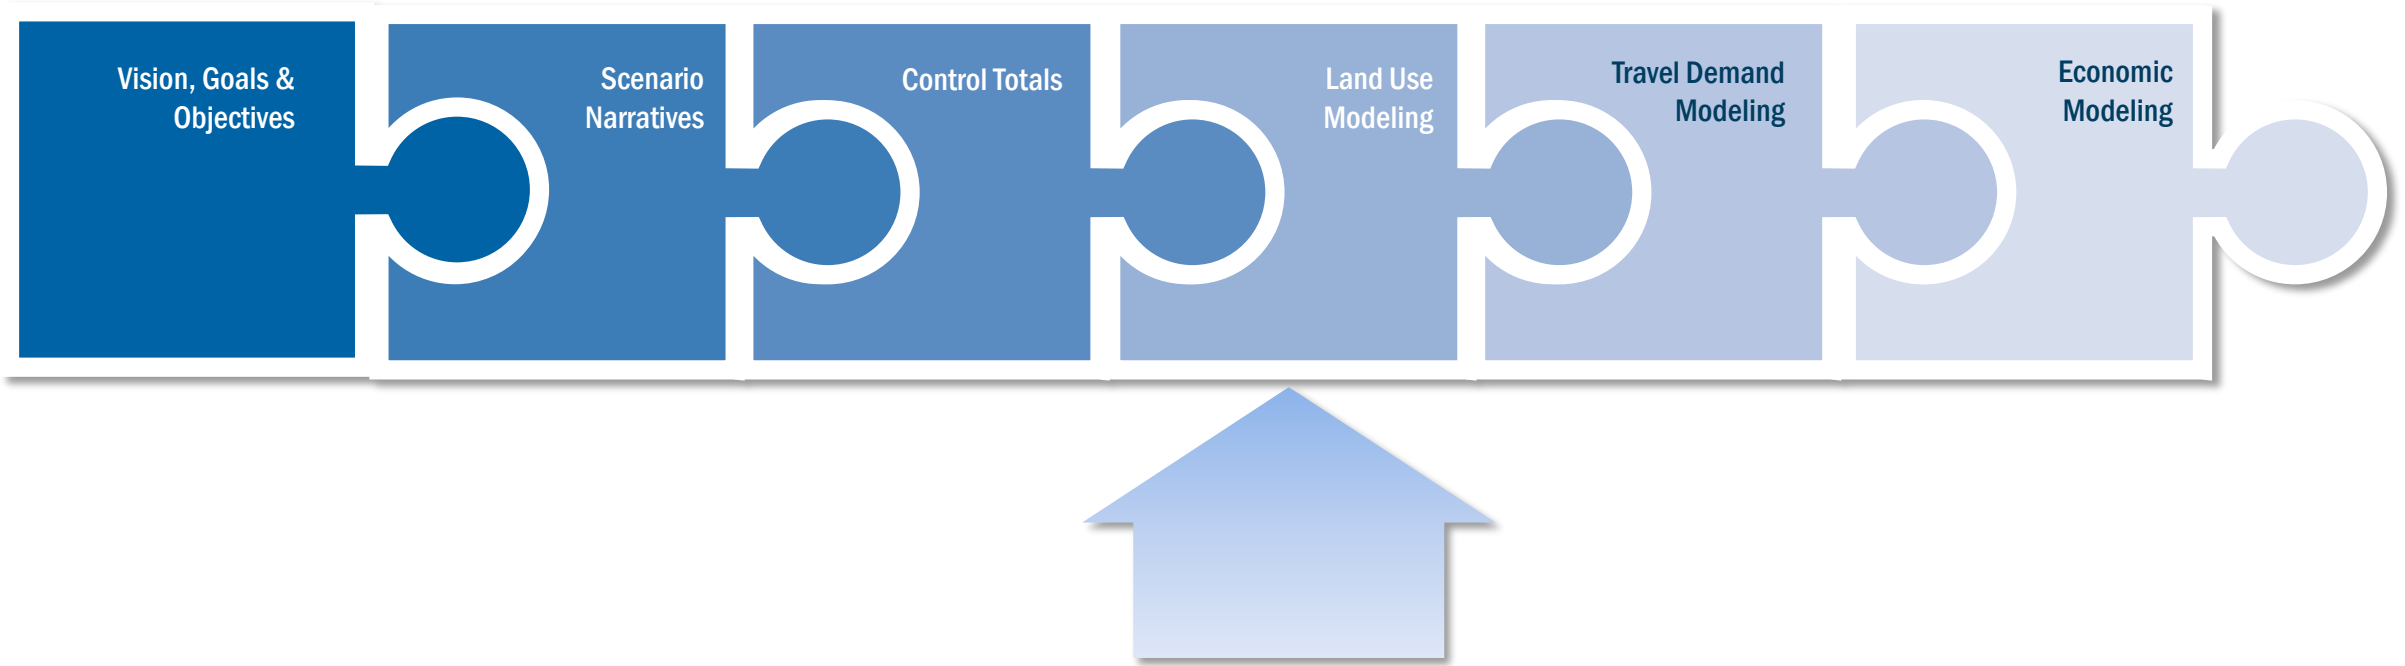 Vision, Goals &
Objectives
Scenario
Narratives
Control Totals
Land Use
Modeling
Travel Demand
Modeling
Economic
Modeling